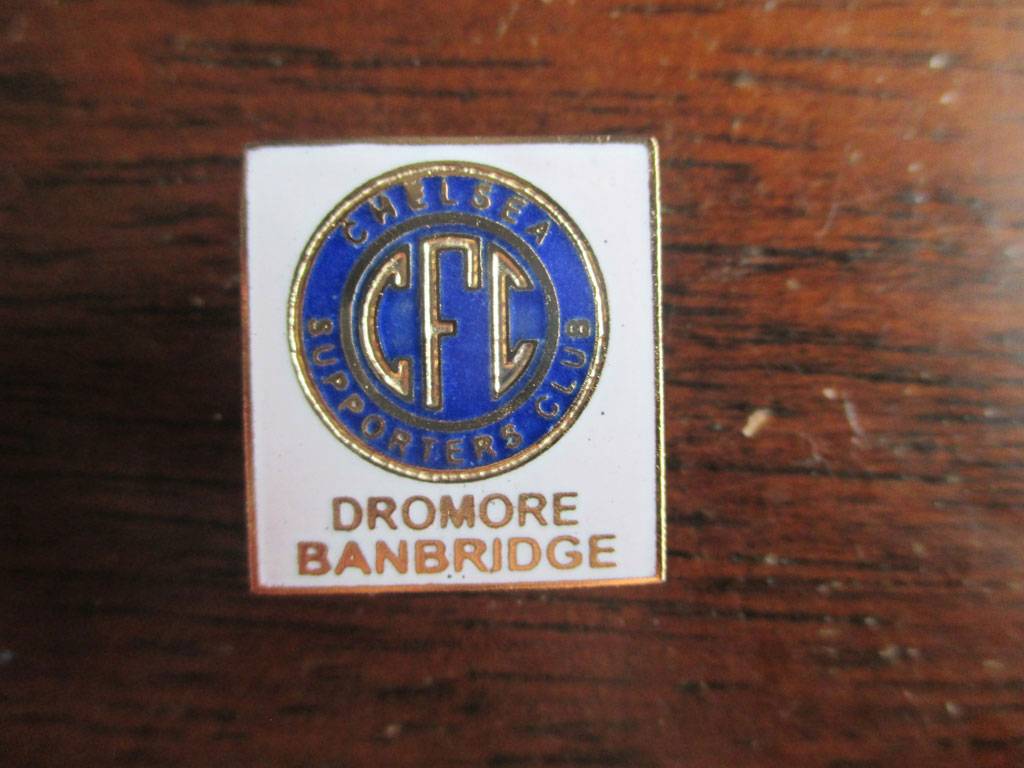 CHELSEA
CFC
SUPPORTERS CLUB
DROMORE
BANBRIDGE